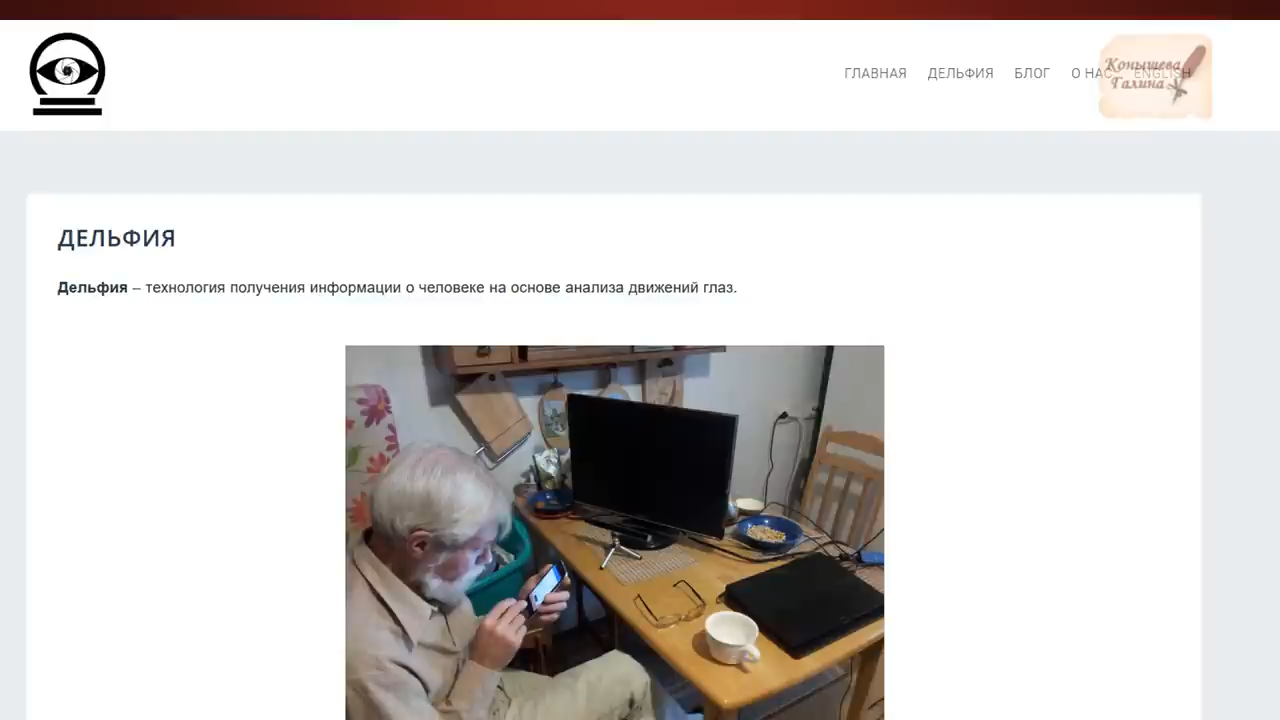 ГЛАВНАЯ ДЕЛЬФИЯ БЛОГ О НАС ENGLISH
Конышева
Галина
ДЕЛЬФИЯ
Дельфия – технология получения информации о человеке на основе анализа движений глаз.